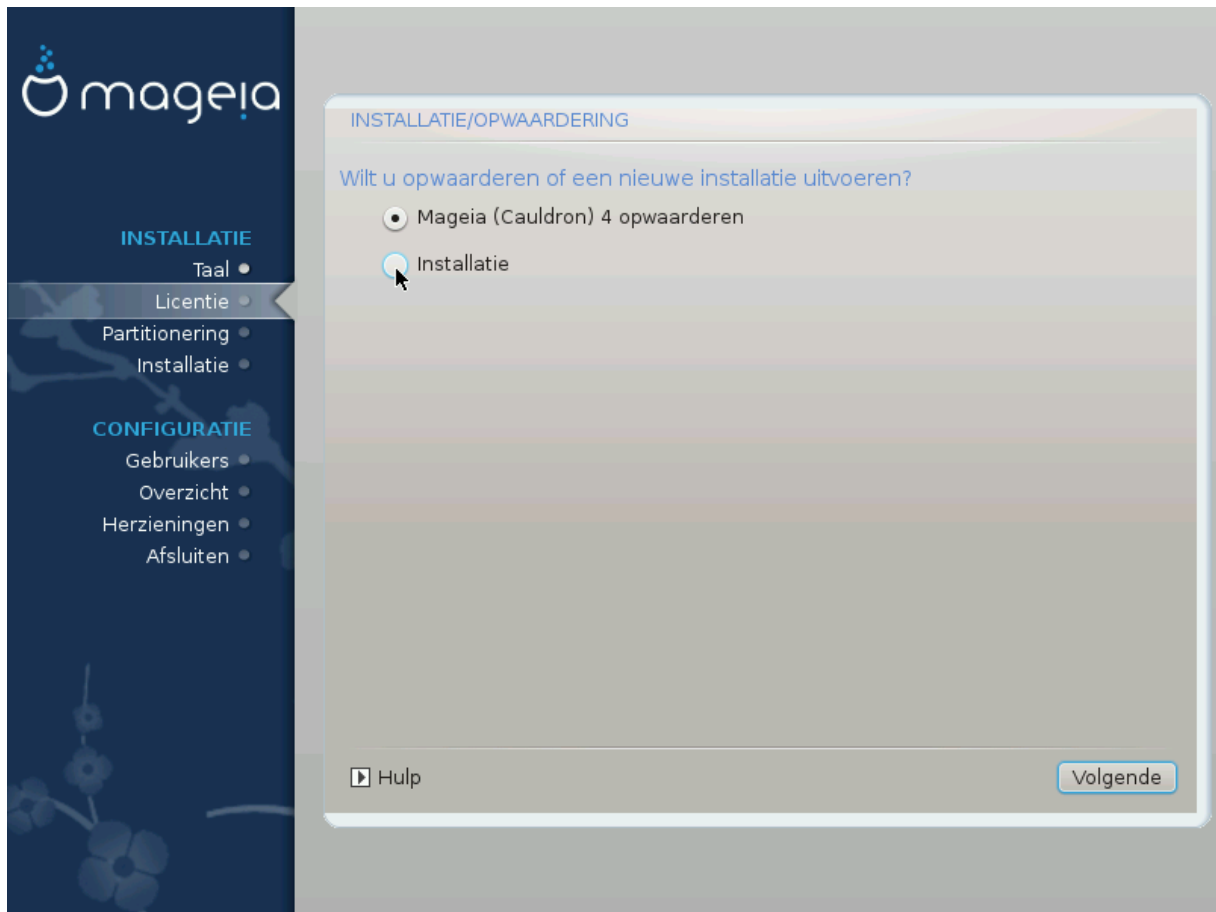 mageia
INSTALLATIE
Taal
Licentie
Partitionering
Installatie
CONFIGURATIE
Gebruikers
Overzicht
Herzieningen
Afsluiten
INSTALLATIE/OPWAARDERING
Wilt u opwaarderen of een nieuwe installatie uitvoeren?
Mageia (Cauldron) 4 opwaarderen
Installatie
Hulp
Volgende